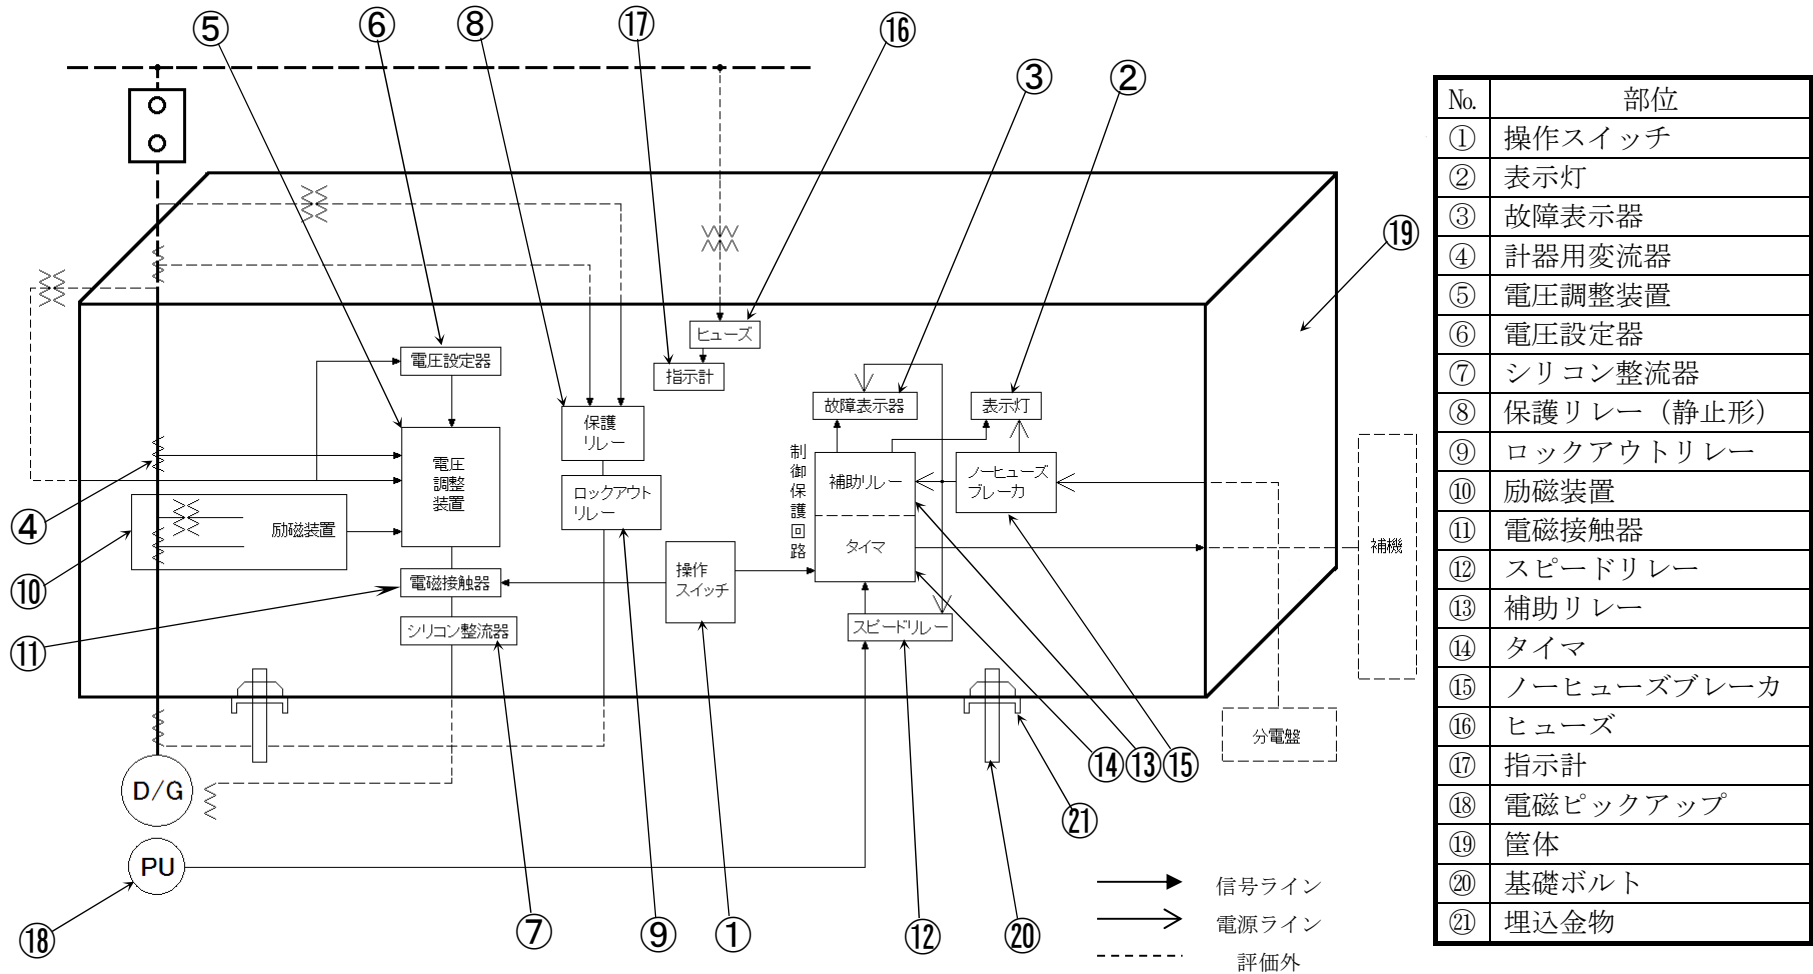 ⑤
⑥
⑧
⑰
⑯
③
②
⑲
ヒューズ
電圧設定器
指示計
故障表示器
表示灯
保護
リレー
電圧
調整
装置
制御保護回路
補助リレー
ノーヒューズ
ブレーカ
ロックアウト
リレー
④
励磁装置
タイマ
補機
⑩
電磁接触器
操作
スイッチ
⑪
シリコン整流器
スピードリレー
分電盤
⑭
⑬
⑮
D/G
㉑
PU
⑱
⑦
⑨
①
⑫
⑳
信号ライン
電源ライン
評価外
№ 部位
① 操作スイッチ
② 表示灯
③ 故障表示器
④ 計器用変流器
⑤ 電圧調整装置
⑥ 電圧設定器
⑦ シリコン整流器
⑧ 保護リレー（静止形）
⑨ ロックアウトリレー
⑩ 励磁装置
⑪ 電磁接触器
⑫ スピードリレー
⑬ 補助リレー
⑭ タイマ
⑮ ノーヒューズブレーカ
⑯ ヒューズ
⑰ 指示計
⑱ 電磁ピックアップ
⑲ 筐体
⑳ 基礎ボルト
㉑ 埋込金物